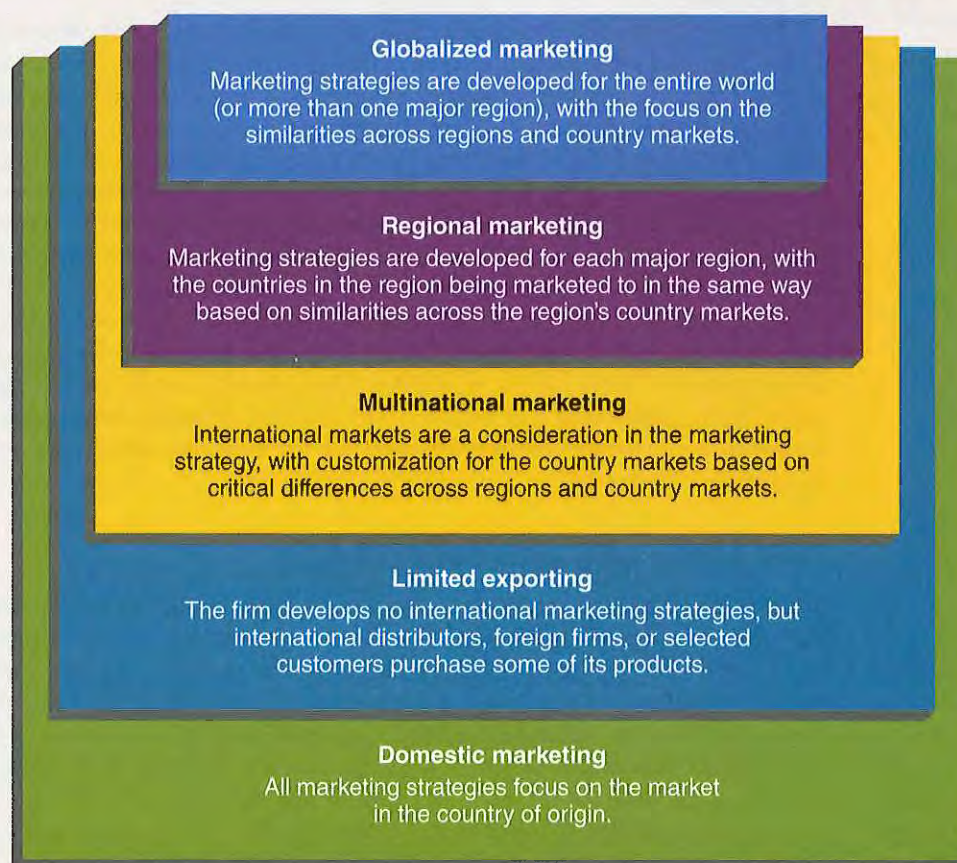 Globalized marketing
Marketing strategies are developed for the entire world
(or more than one major region), with the focus on the
similarities across regions and country markets.
Regional marketing
Marketing strategies are developed for each major region, with
the countries in the region being marketed to in the same way
based on similarities across the region's country markets.
Multinational marketing
International markets are a consideration in the marketing
strategy, with customization for the country markets based on
critical differences across regions and country markets.
Limited exporting
The firm develops no international marketing strategies, but
international distributors, foreign firms, or selected
customers purchase some of its products.
Domestic marketing
All marketing strategies focus on the market
in the country of origin.